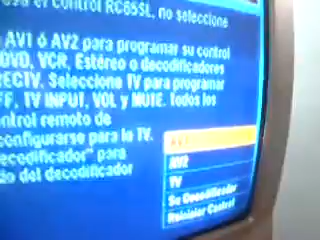 usa el control RC65SL, no seleccione
AV1 ó AV2 para programar su control
DVD, VCR, Estéreo o decodificadores
RECTV. Seleccione TV para programar
FF, TV INPUT, VOL y MUTE. Todos los
ntrol remoto de
configurarse para la TV.
ecodificador" para
do del decodificador
AV2
TV
Su Decodificador
Reiniciar Control